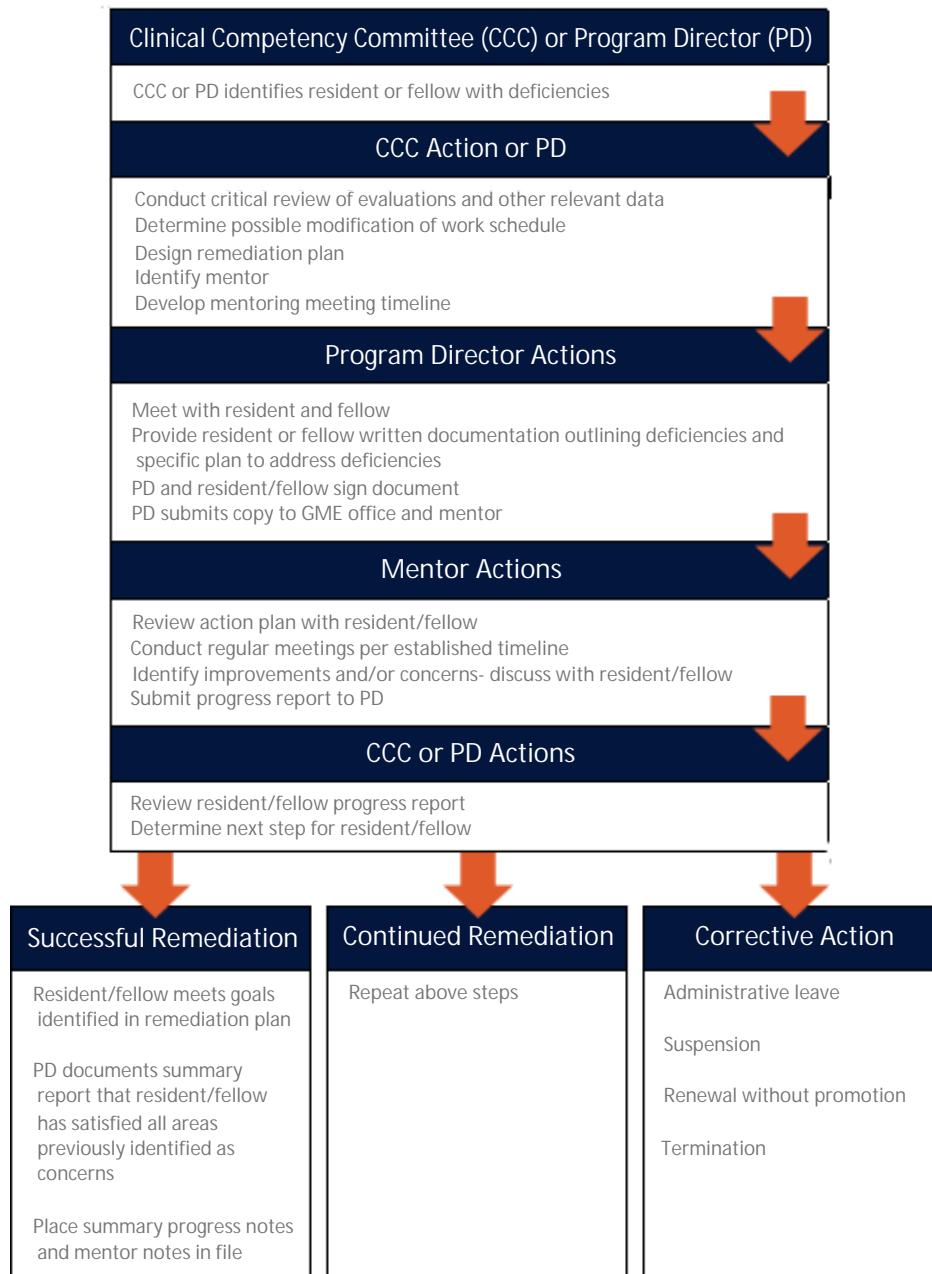 Clinical Competency Committee (CCC) or Program Director (PD)
CCC or PD identifies resident or fellow with deficiencies
CCC Action or PD
Conduct critical review of evaluations and other relevant data
Determine possible modification of work schedule
Design remediation plan
Identify mentor
Develop mentoring meeting timeline
Program Director Actions
Meet with resident and fellow
Provide resident or fellow written documentation outlining deficiencies and
specific plan to address deficiencies
PD and resident/fellow sign document
PD submits copy to GME office and mentor
Mentor Actions
Review action plan with resident/fellow
Conduct regular meetings per established timeline
Identify improvements and/or concerns- discuss with resident/fellow
Submit progress report to PD
CCC or PD Actions
Review resident/fellow progress report
Determine next step for resident/fellow
Successful Remediation
Resident/fellow meets goals
identified in remediation plan
PD documents summary
report that resident/fellow
has satisfied all areas
previously identified as
concerns
Place summary progress notes
and mentor notes in file
Continued Remediation
Repeat above steps
Corrective Action
Administrative leave
Suspension
Renewal without promotion
Termination